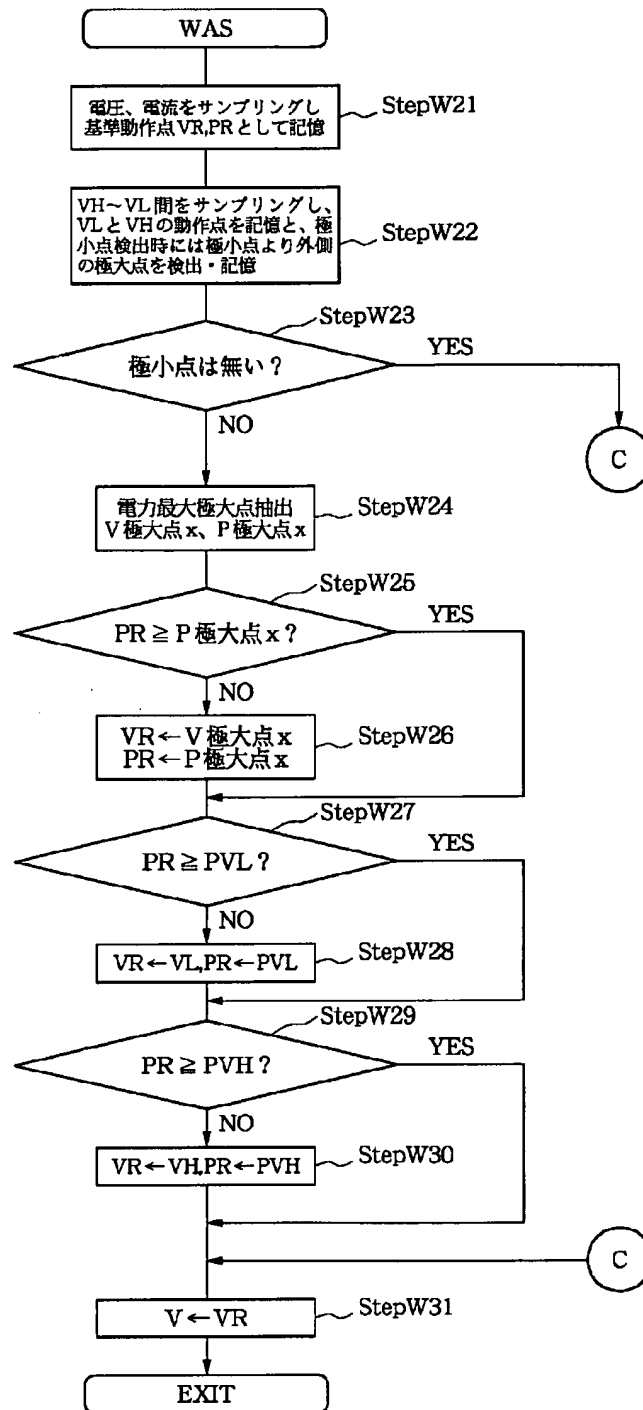 WAS
電圧、電流をサンプリングし
基準動作点VR,PRとして記憶
StepW21
VH～VL間をサンプリングし、
VLとVHの動作点を記憶と、極
小点検出時には極小点より外側
の極大点を検出・記憶
StepW22
StepW23
極小点は無い？
YES
NO
C
電力最大極大点抽出
V極大点x、P極大点x
StepW24
StepW25
PR≧P極大点x？
YES
NO
VR←V極大点x
PR←P極大点x
StepW26
StepW27
PR≧PVL？
YES
NO
VR←VL,PR←PVL
StepW28
StepW29
PR≧PVH？
YES
NO
VR←VH,PR←PVH
StepW30
C
V←VR
StepW31
EXIT